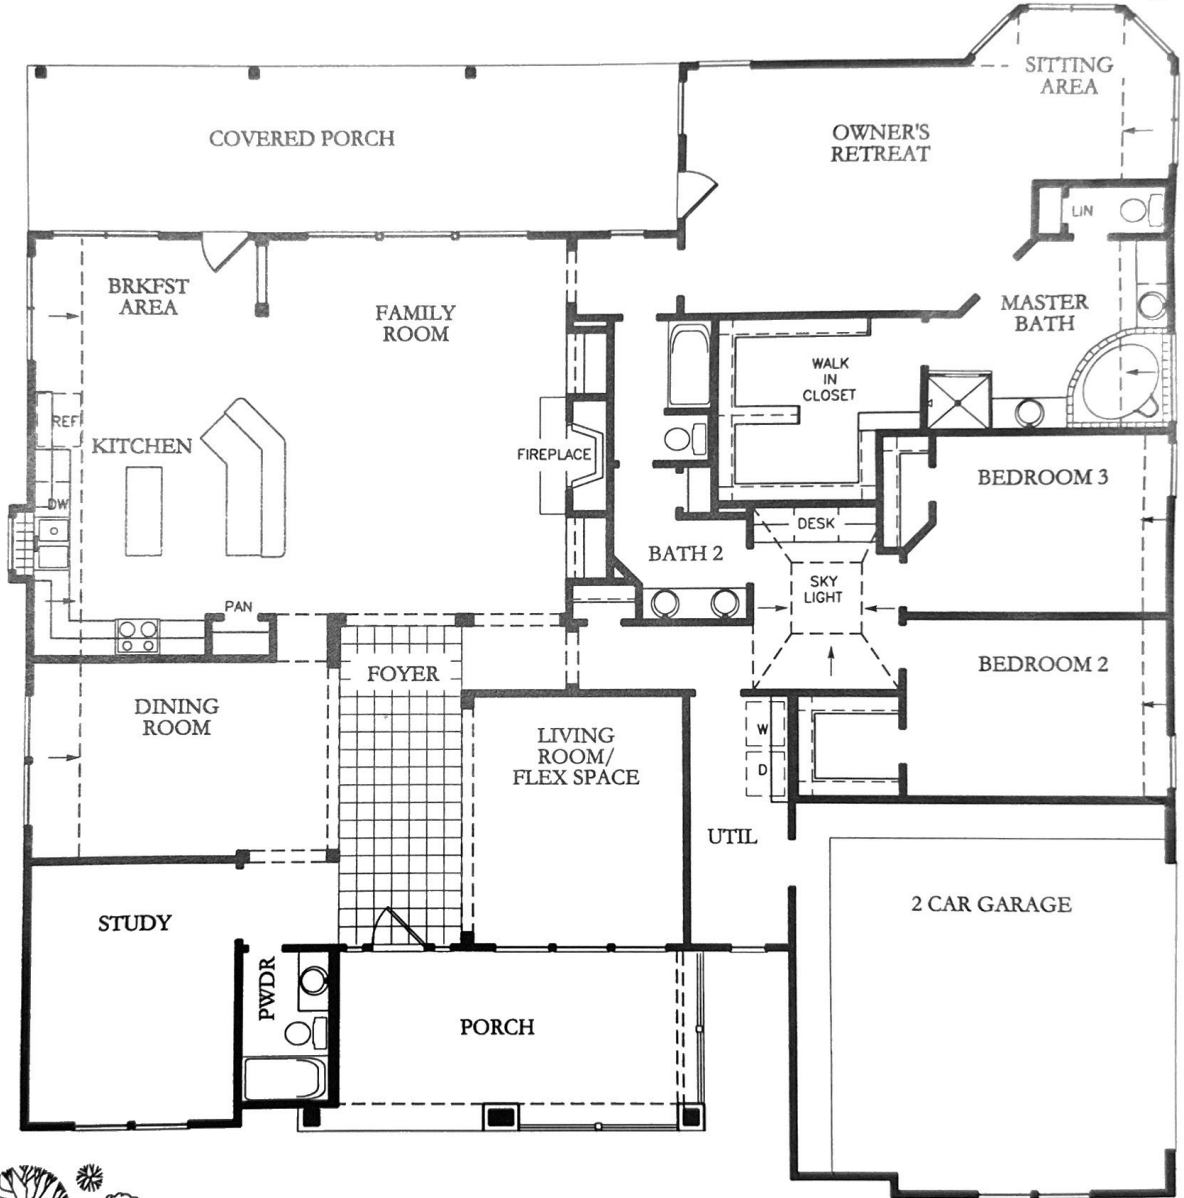 SITTING
AREA
COVERED PORCH
OWNER'S
RETREAT
LIN
BRKFST
AREA
FAMILY
ROOM
MASTER
BATH
WALK
IN
CLOSET
REF
KITCHEN
FIREPLACE
BEDROOM 3
DW
DESK
BATH 2
SKY
LIGHT
PAN
FOYER
BEDROOM 2
DINING
ROOM
LIVING
ROOM/
FLEX SPACE
W
D
UTIL
STUDY
2 CAR GARAGE
PWDR
PORCH